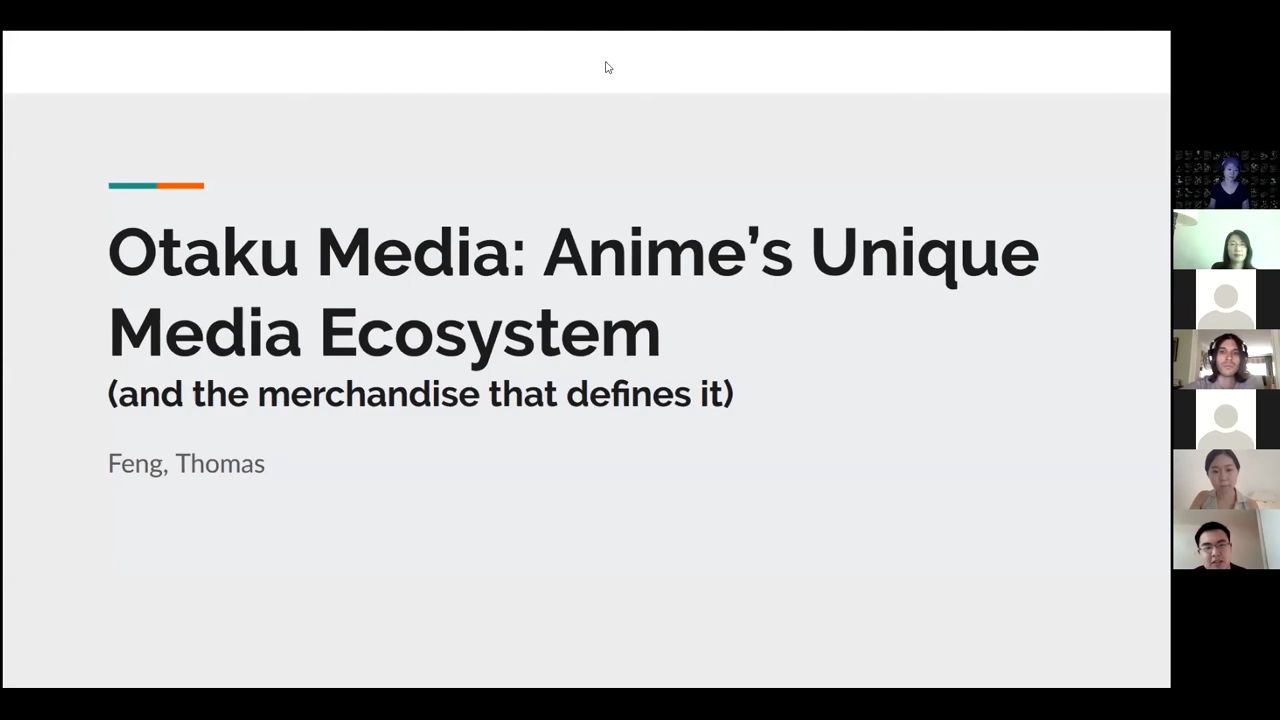 Otaku Media: Anime’s Unique
Media Ecosystem
(and the merchandise that defines it)
Feng, Thomas